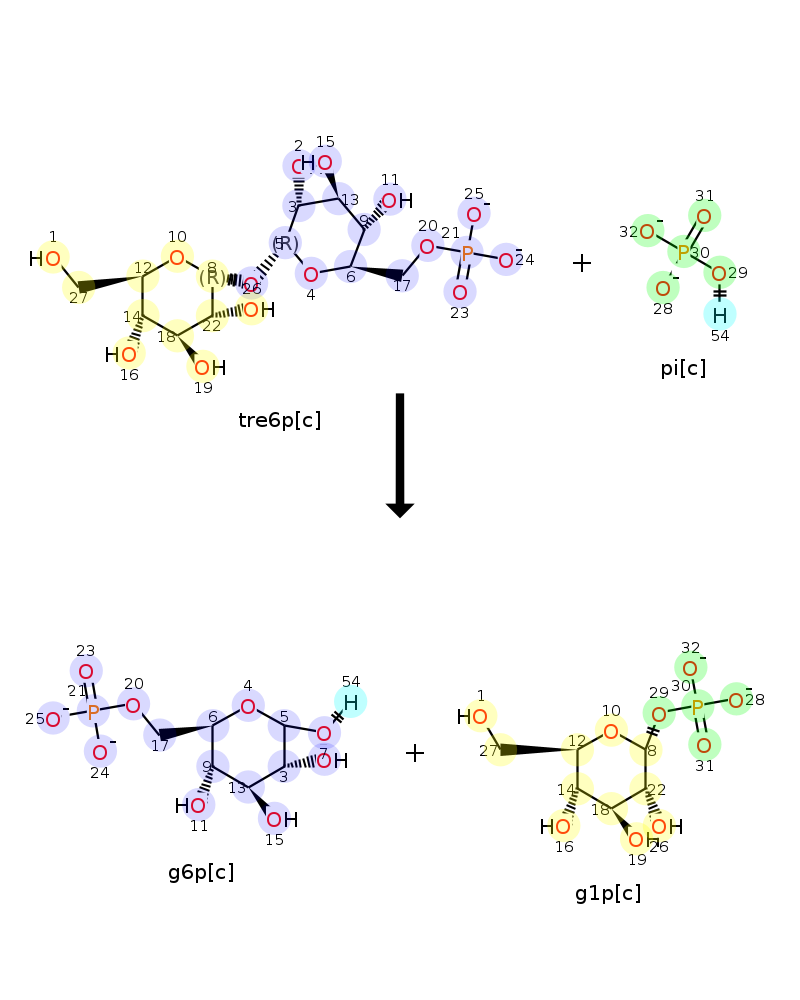 2 15
O HO
11 25 31
3 13 OH O - O
1 10 9 20 21 32 O -
HO O 8 5 (R) O P O - 24 + P 30
12 (R) O 6 O 29
27 26 4 17 O O - H
14 22 OH 23 28 54
18
HO OH
16 19
pi[c]
tre6p[c]
23 32
O 54 O -
21 20 4 H 1 10 29 30 O - 28
25 O - P O O 5 HO O O P
17 6 O 7 27 12 8 O
24 O - 9 3 OH + 31
13 14 22
HO OH 18
11 15 HO OH OH
16 19 26
g6p[c]
g1p[c]